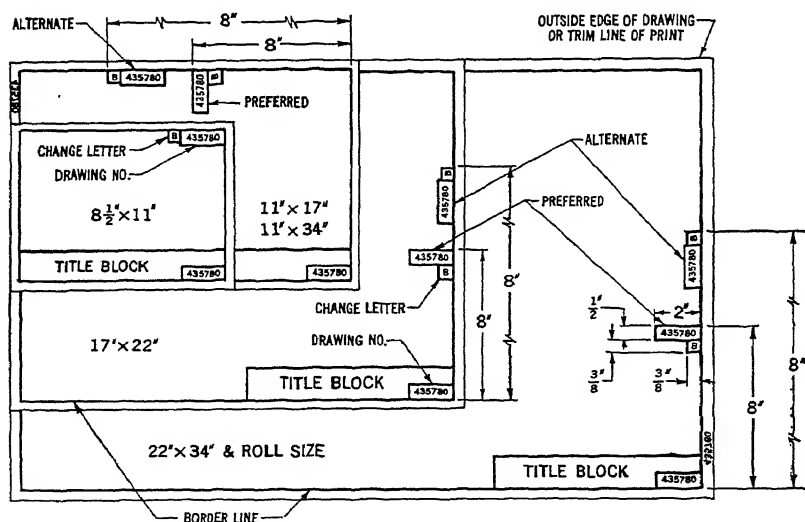 ALTERNATE
8"
8"
OUTSIDE EDGE OF DRAWING
OR TRIM LINE OF PRINT
B
435780
435780
B
PREFERRED
CHANGE LETTER
B
435780
DRAWING NO.
8 1/2" × 11"
11" × 17"
11" × 34"
TITLE BLOCK
435780
435780
ALTERNATE
PREFERRED
B
435780
435780
B
8"
8"
CHANGE LETTER
17" × 22"
DRAWING NO.
TITLE BLOCK
435780
B
435780
1/2"
2"
435780
B
3/8"
3/8"
8"
8"
22" × 34" & ROLL SIZE
TITLE BLOCK
435780
BORDER LINE